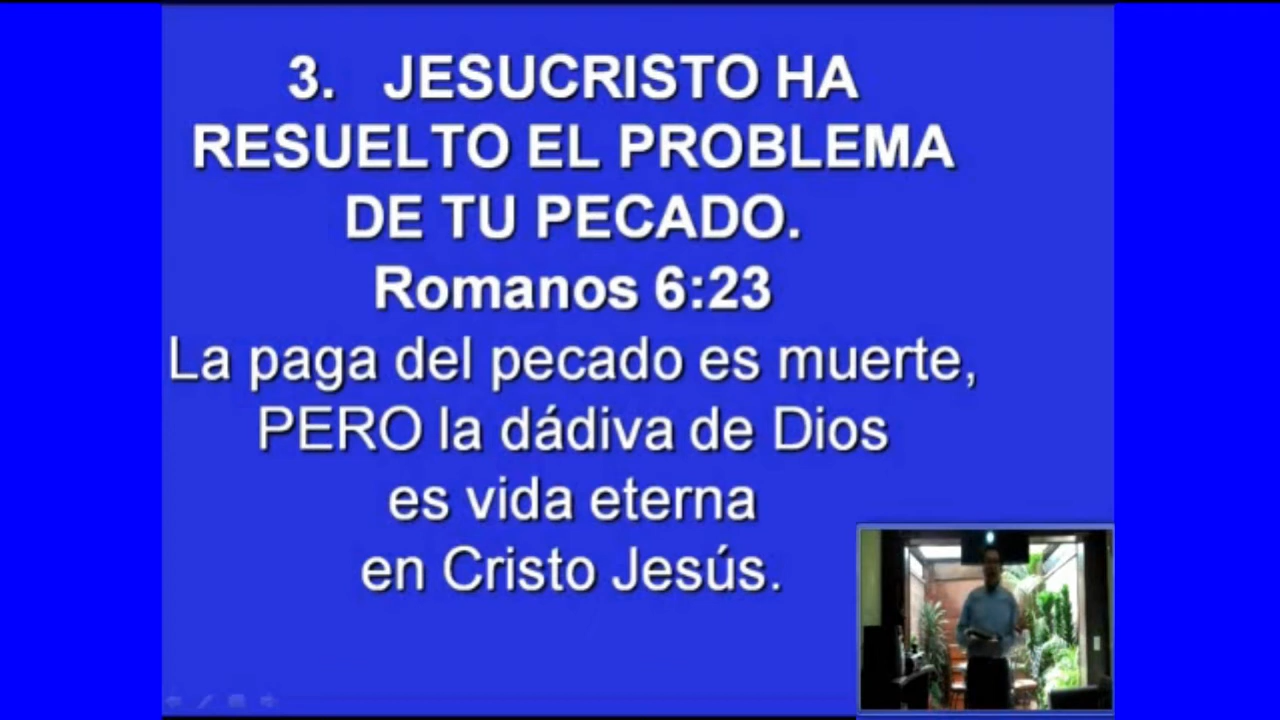 3. JESUCRISTO HA
RESUELTO EL PROBLEMA
DE TU PECADO.
Romanos 6:23
La paga del pecado es muerte,
PERO la dádiva de Dios
es vida eterna
en Cristo Jesús.